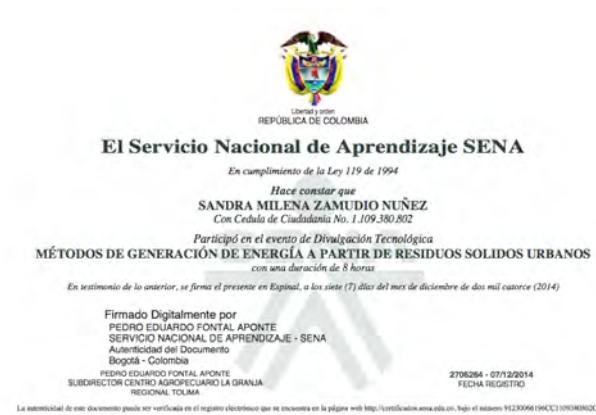 Libertad y orden
REPÚBLICA DE COLOMBIA
El Servicio Nacional de Aprendizaje SENA
En cumplimiento de la Ley 119 de 1994
Hace constar que
SANDRA MILENA ZAMUDIO NUÑEZ
Con Cedula de Ciudadania No. 1.109.380.802
Participó en el evento de Divulgación Tecnológica
MÉTODOS DE GENERACIÓN DE ENERGÍA A PARTIR DE RESIDUOS SOLIDOS URBANOS
con una duración de 8 horas
En testimonio de lo anterior, se firma el presente en Espinal, a los siete (7) días del mes de diciembre de dos mil catorce (2014)
Firmado Digitalmente por
PEDRO EDUARDO FONTAL APONTE
SERVICIO NACIONAL DE APRENDIZAJE - SENA
Autenticidad del Documento
Bogotá - Colombia
PEDRO EDUARDO FONTAL APONTE
SUBDIRECTOR CENTRO AGROPECUARIO LA GRANJA
REGIONAL TOLIMA
2706264 - 07/12/2014
FECHA REGISTRO
La autenticidad de este documento puede ser verificada en el registro electrónico que se encuentra en la página web http://certificados.sena.edu.co, bajo el número